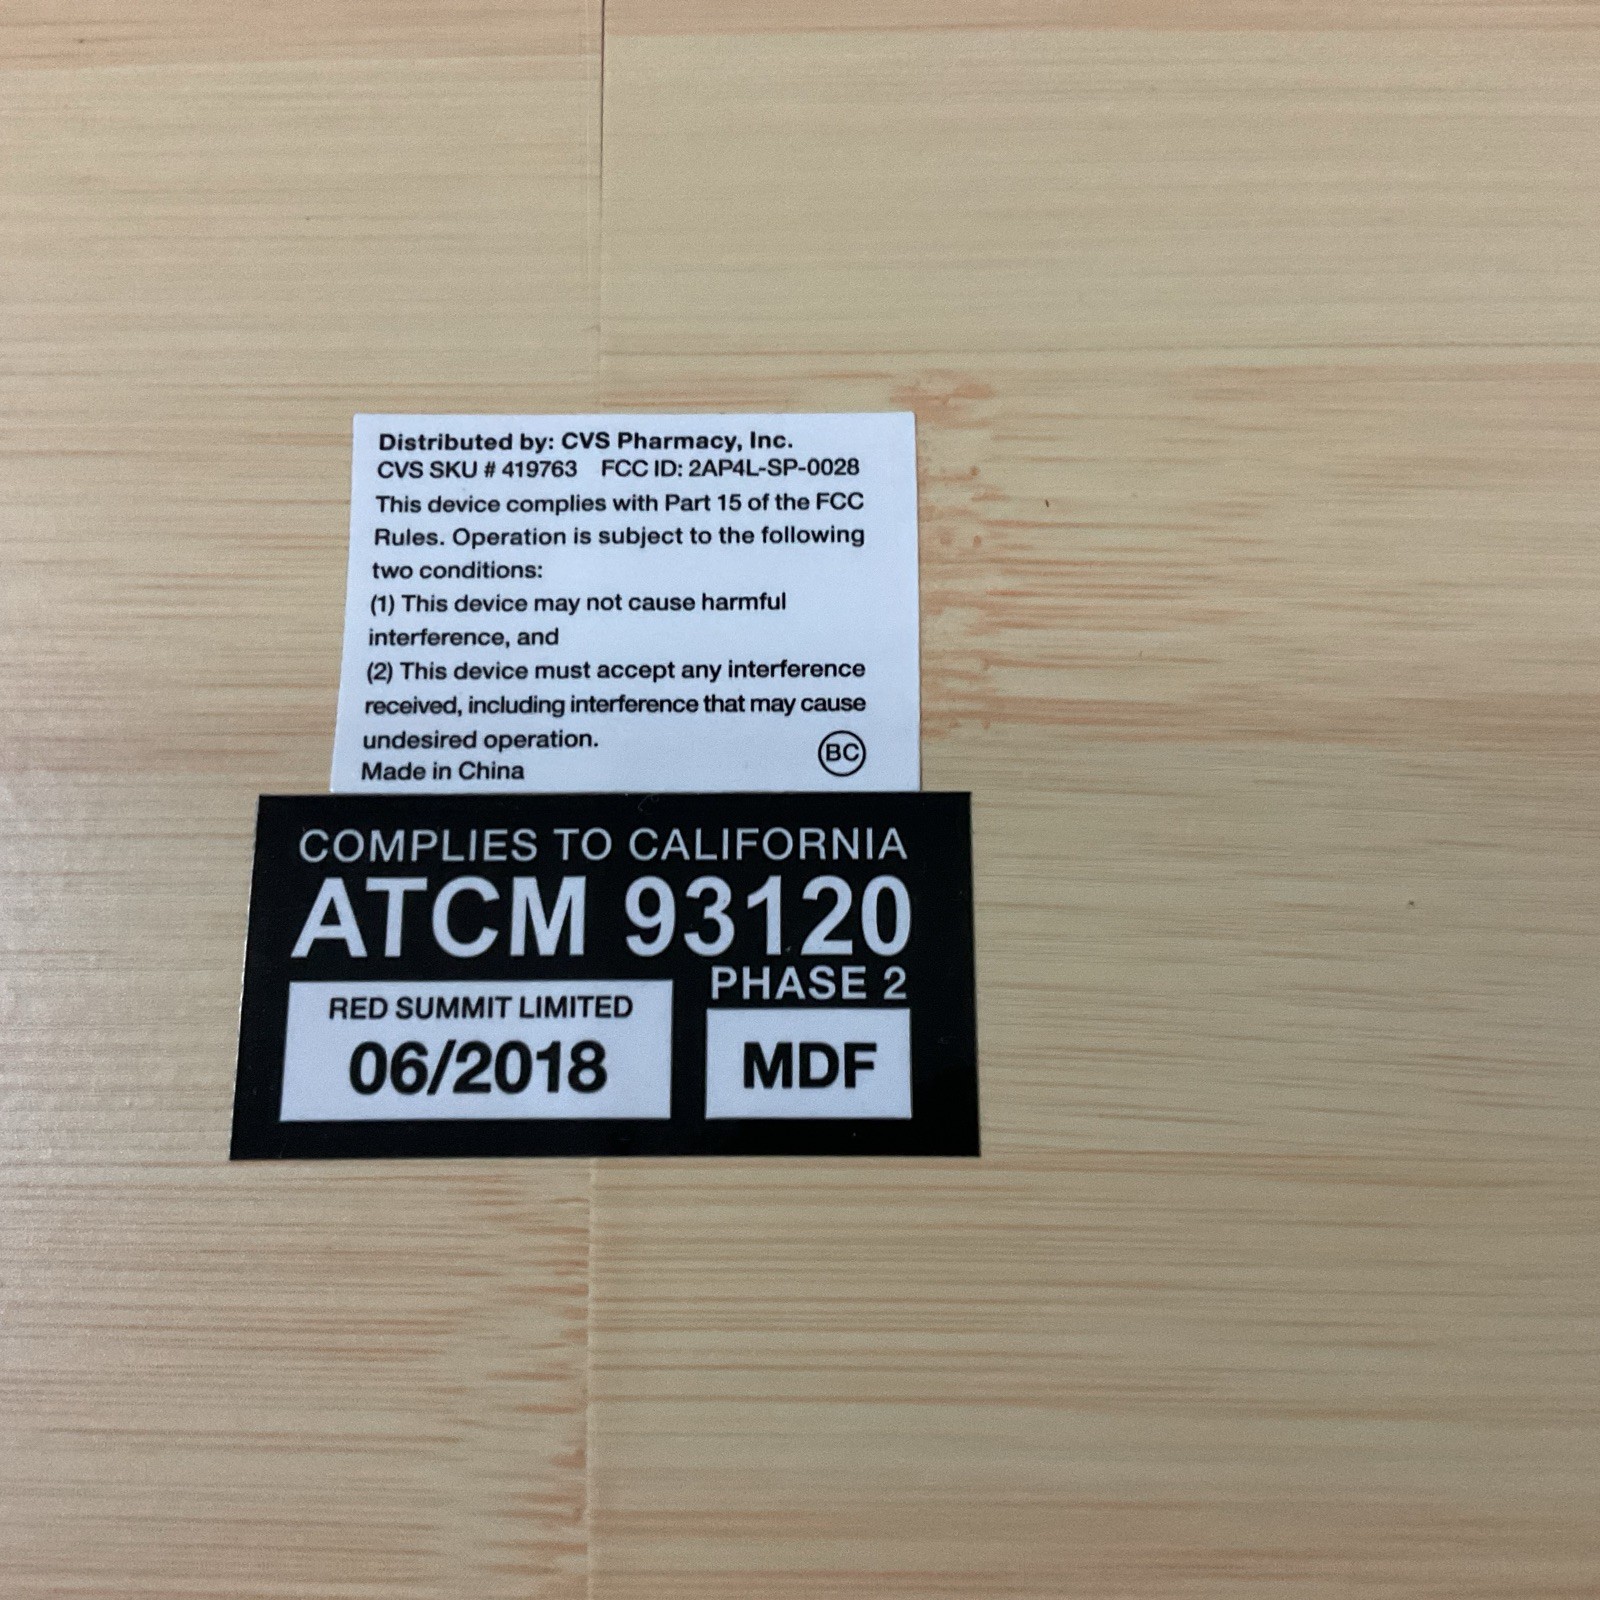 Distributed by: CVS Pharmacy, Inc.
CVS SKU # 419763 FCC ID: 2AP4L-SP-0028
This device complies with Part 15 of the FCC
Rules. Operation is subject to the following
two conditions:
(1) This device may not cause harmful
interference, and
(2) This device must accept any interference
received, including interference that may cause
undesired operation.
Made in China
BC
COMPLIES TO CALIFORNIA
ATCM 93120
PHASE 2
RED SUMMIT LIMITED
06/2018
MDF